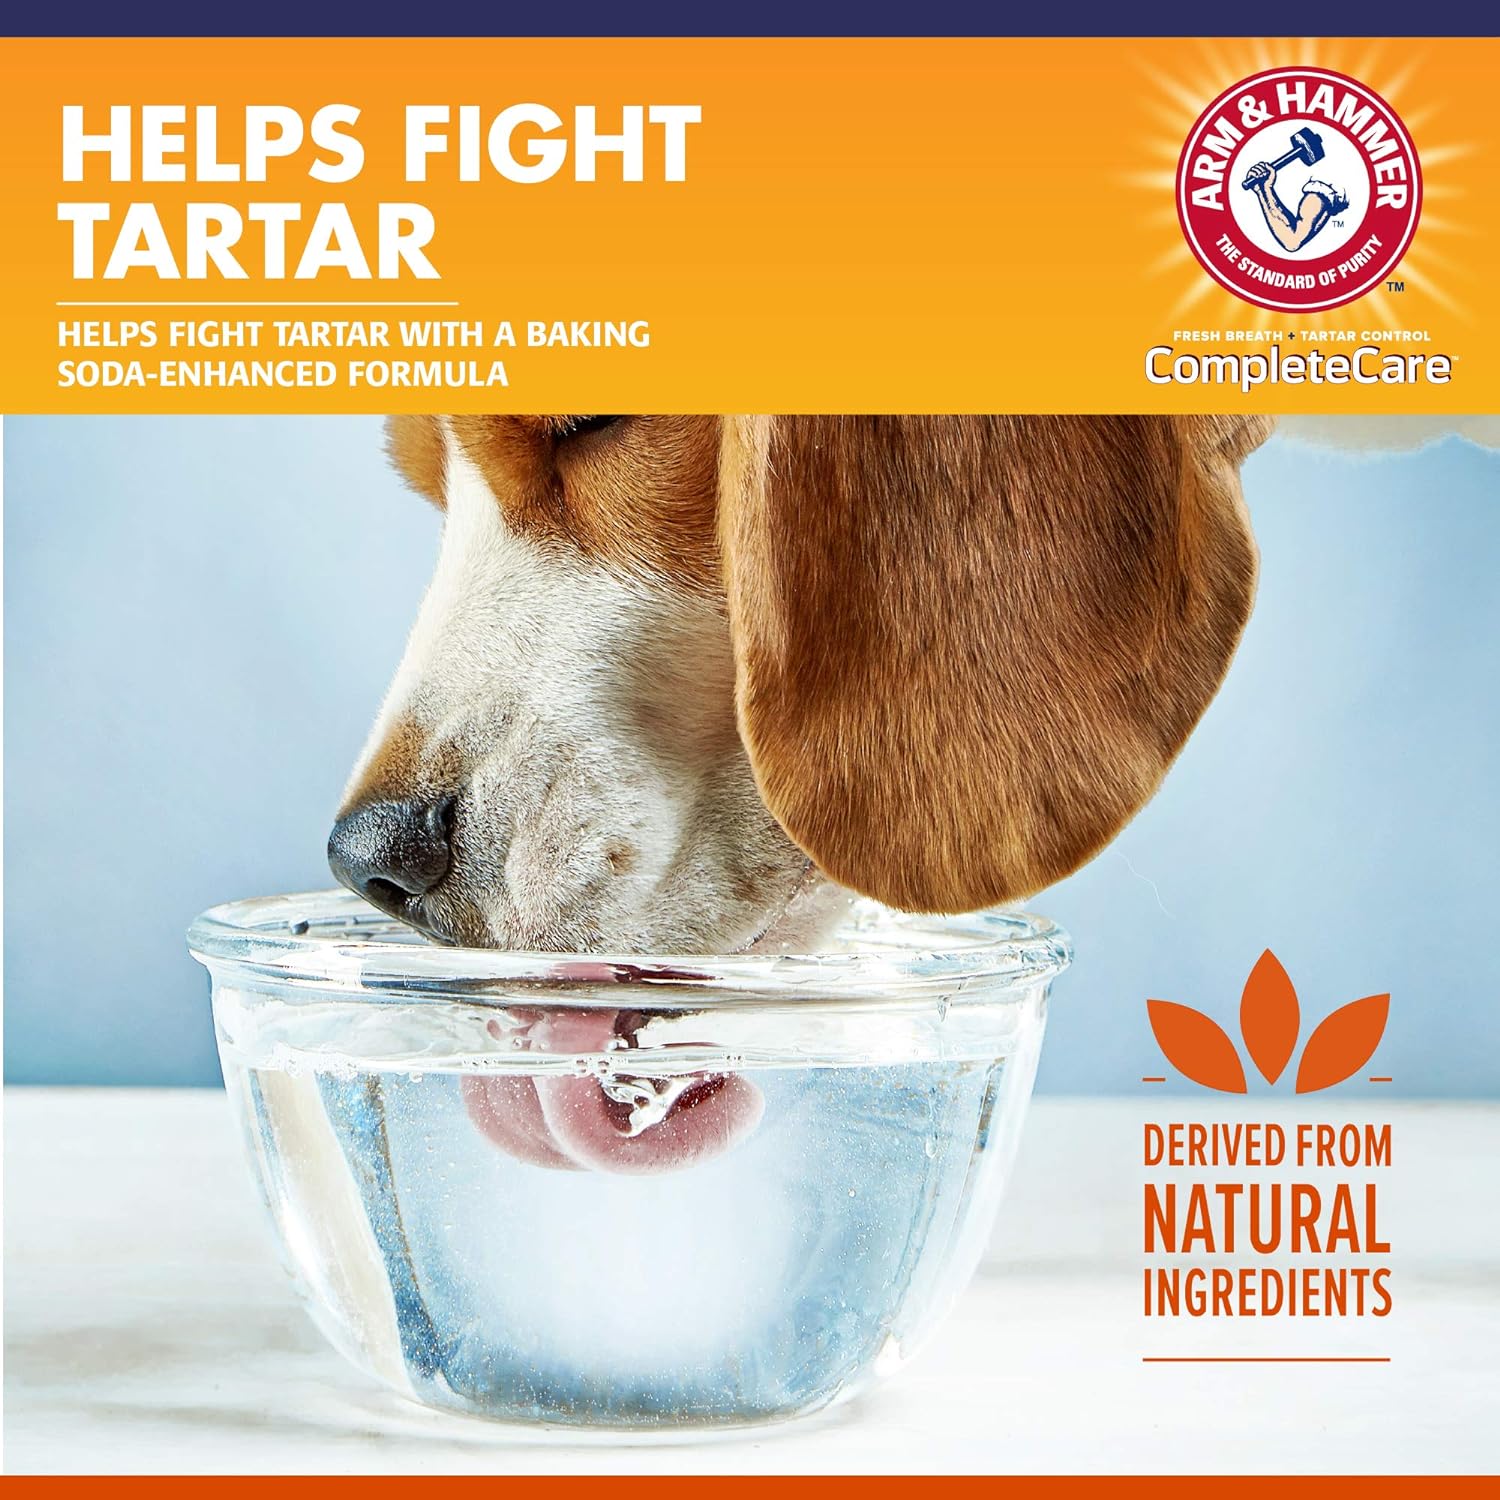 HELPS FIGHT
TARTAR
HELPS FIGHT TARTAR WITH A BAKING
SODA-ENHANCED FORMULA
ARM & HAMMER
THE STANDARD OF PURITY
TM
TM
FRESH BREATH + TARTAR CONTROL
CompleteCare™
DERIVED FROM
NATURAL
INGREDIENTS